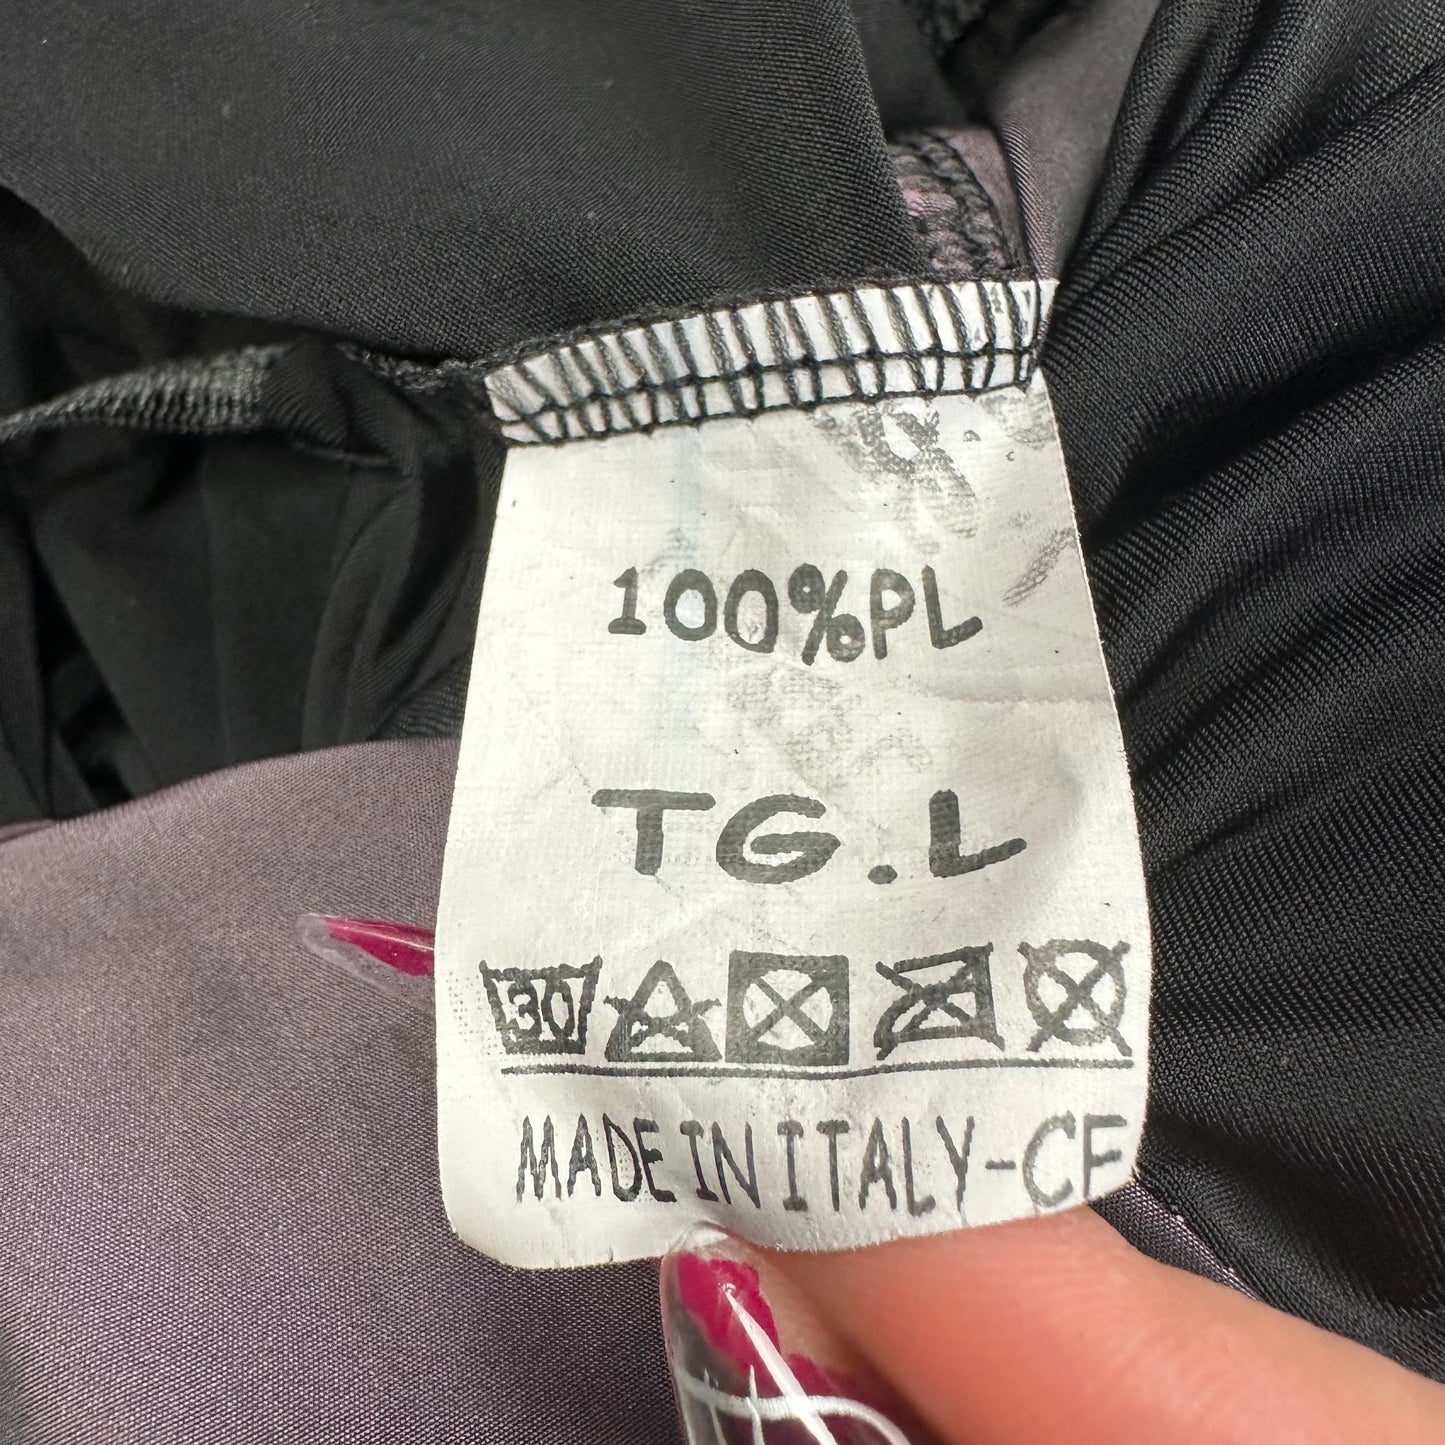 100%PL
TG.L
30
MADE IN ITALY-CF